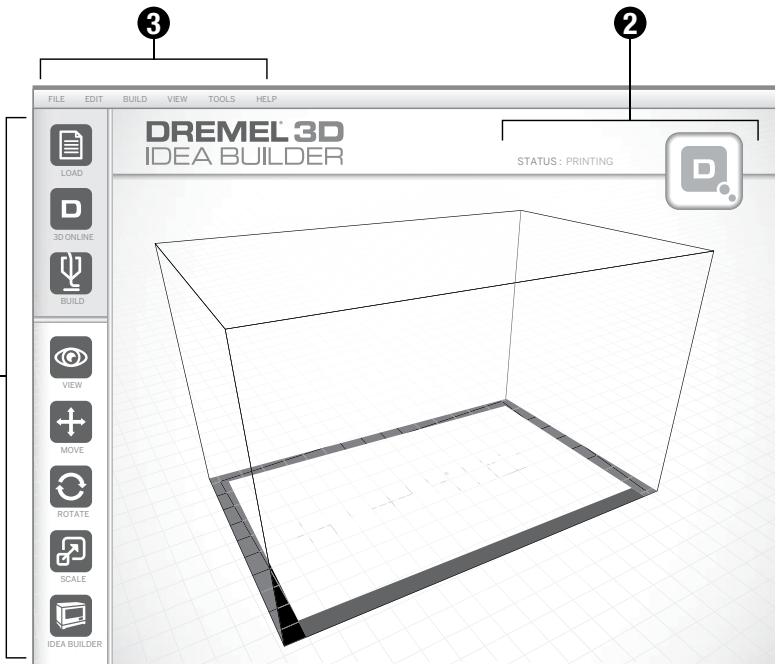 3 2
FILE EDIT BUILD VIEW TOOLS HELP
DREMEL 3D
IDEA BUILDER
STATUS : PRINTING
D
LOAD
D
3D ONLINE
BUILD
VIEW
MOVE
ROTATE
SCALE
IDEA BUILDER